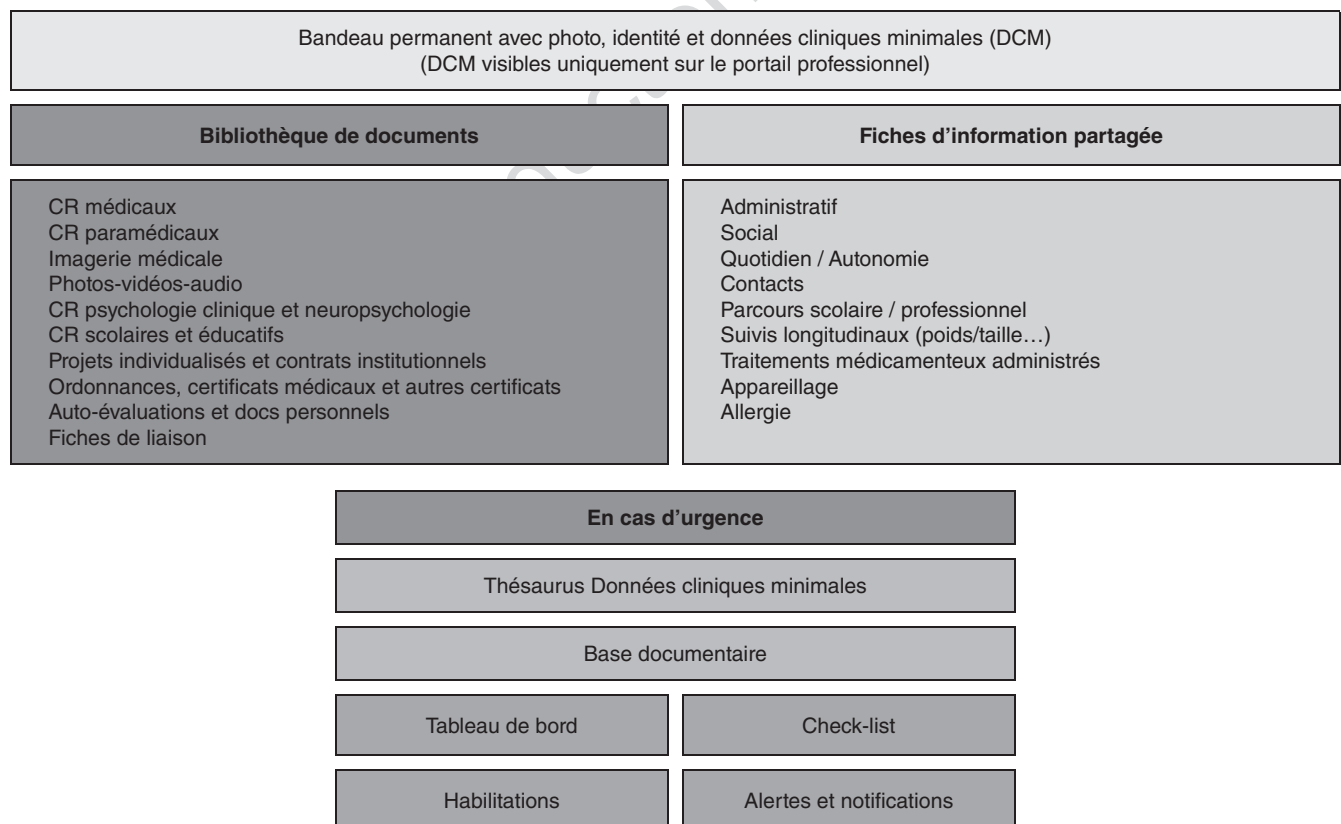 Bandeau permanent avec photo, identité et données cliniques minimales (DCM)
(DCM visibles uniquement sur le portail professionnel)
Bibliothèque de documents
Fiches d'information partagée
CR médicaux
CR paramédicaux
Imagerie médicale
Photos-vidéos-audio
CR psychologie clinique et neuropsychologie
CR scolaires et éducatifs
Projets individualisés et contrats institutionnels
Ordonnances, certificats médicaux et autres certificats
Auto-évaluations et docs personnels
Fiches de liaison
Administratif
Social
Quotidien / Autonomie
Contacts
Parcours scolaire / professionnel
Suivis longitudinaux (poids/taille…)
Traitements médicamenteux administrés
Appareillage
Allergie
En cas d'urgence
Thésaurus Données cliniques minimales
Base documentaire
Tableau de bord
Check-list
Habilitations
Alertes et notifications